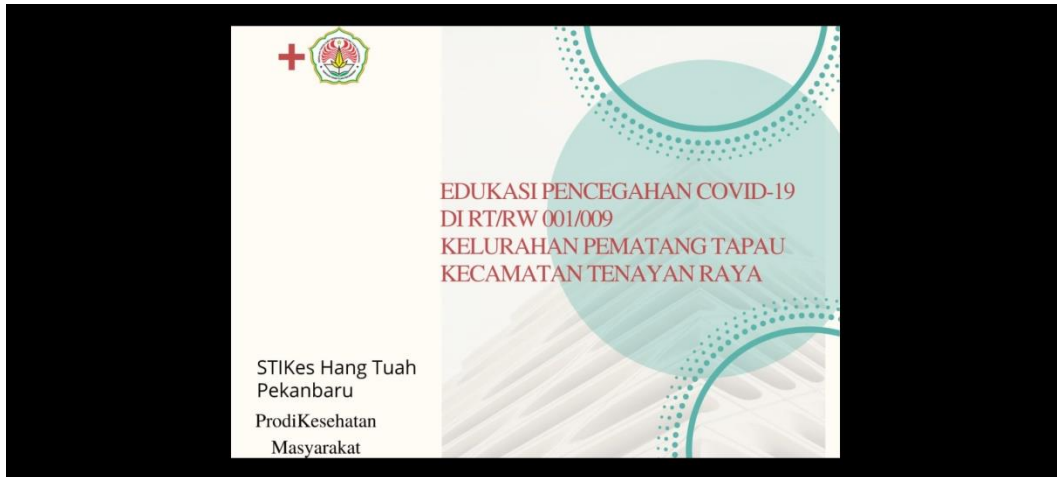 EDUKASI PENCEGAHAN COVID-19
DI RT/RW 001/009
KELURAHAN PEMATANG TAPAU
KECAMATAN TENAYAN RAYA
STIKes Hang Tuah
Pekanbaru
ProdiKesehatan
Masyarakat